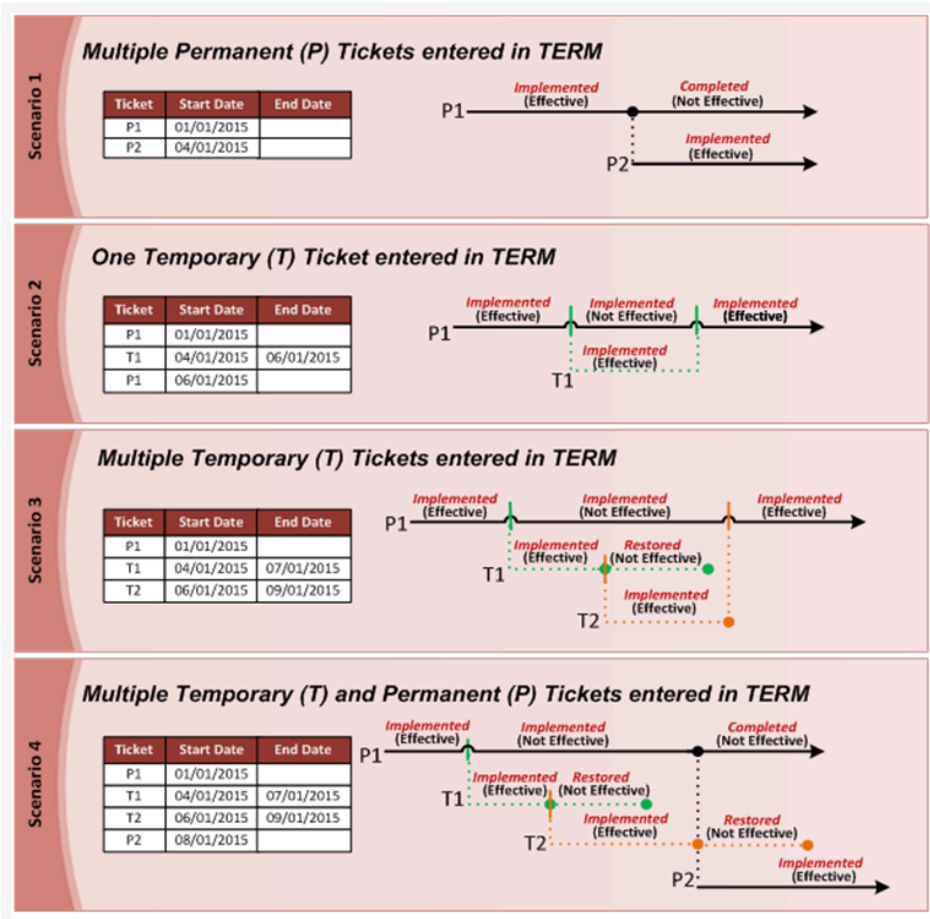 Scenario 1
Multiple Permanent (P) Tickets entered in TERM
Ticket Start Date End Date
P1 01/01/2015
P2 04/01/2015
Implemented
(Effective)
Completed
(Not Effective)
P1
Implemented
(Effective)
P2
Scenario 2
One Temporary (T) Ticket entered in TERM
Ticket Start Date End Date
P1 01/01/2015
T1 04/01/2015 06/01/2015
P1 06/01/2015
Implemented
(Effective)
Implemented
(Not Effective)
Implemented
(Effective)
P1
Implemented
(Effective)
T1
Scenario 3
Multiple Temporary (T) Tickets entered in TERM
Ticket Start Date End Date
P1 01/01/2015
T1 04/01/2015 07/01/2015
T2 06/01/2015 09/01/2015
Implemented
(Effective)
Implemented
(Not Effective)
Implemented
(Effective)
P1
Implemented
(Effective)
Restored
(Not Effective)
T1
Implemented
(Effective)
T2
Scenario 4
Multiple Temporary (T) and Permanent (P) Tickets entered in TERM
Ticket Start Date End Date
P1 01/01/2015
T1 04/01/2015 07/01/2015
T2 06/01/2015 09/01/2015
P2 08/01/2015
Implemented
(Effective)
Implemented
(Not Effective)
Completed
(Not Effective)
P1
Implemented
(Effective)
Restored
(Not Effective)
T1
Implemented
(Effective)
Restored
(Not Effective)
T2
Implemented
(Effective)
P2